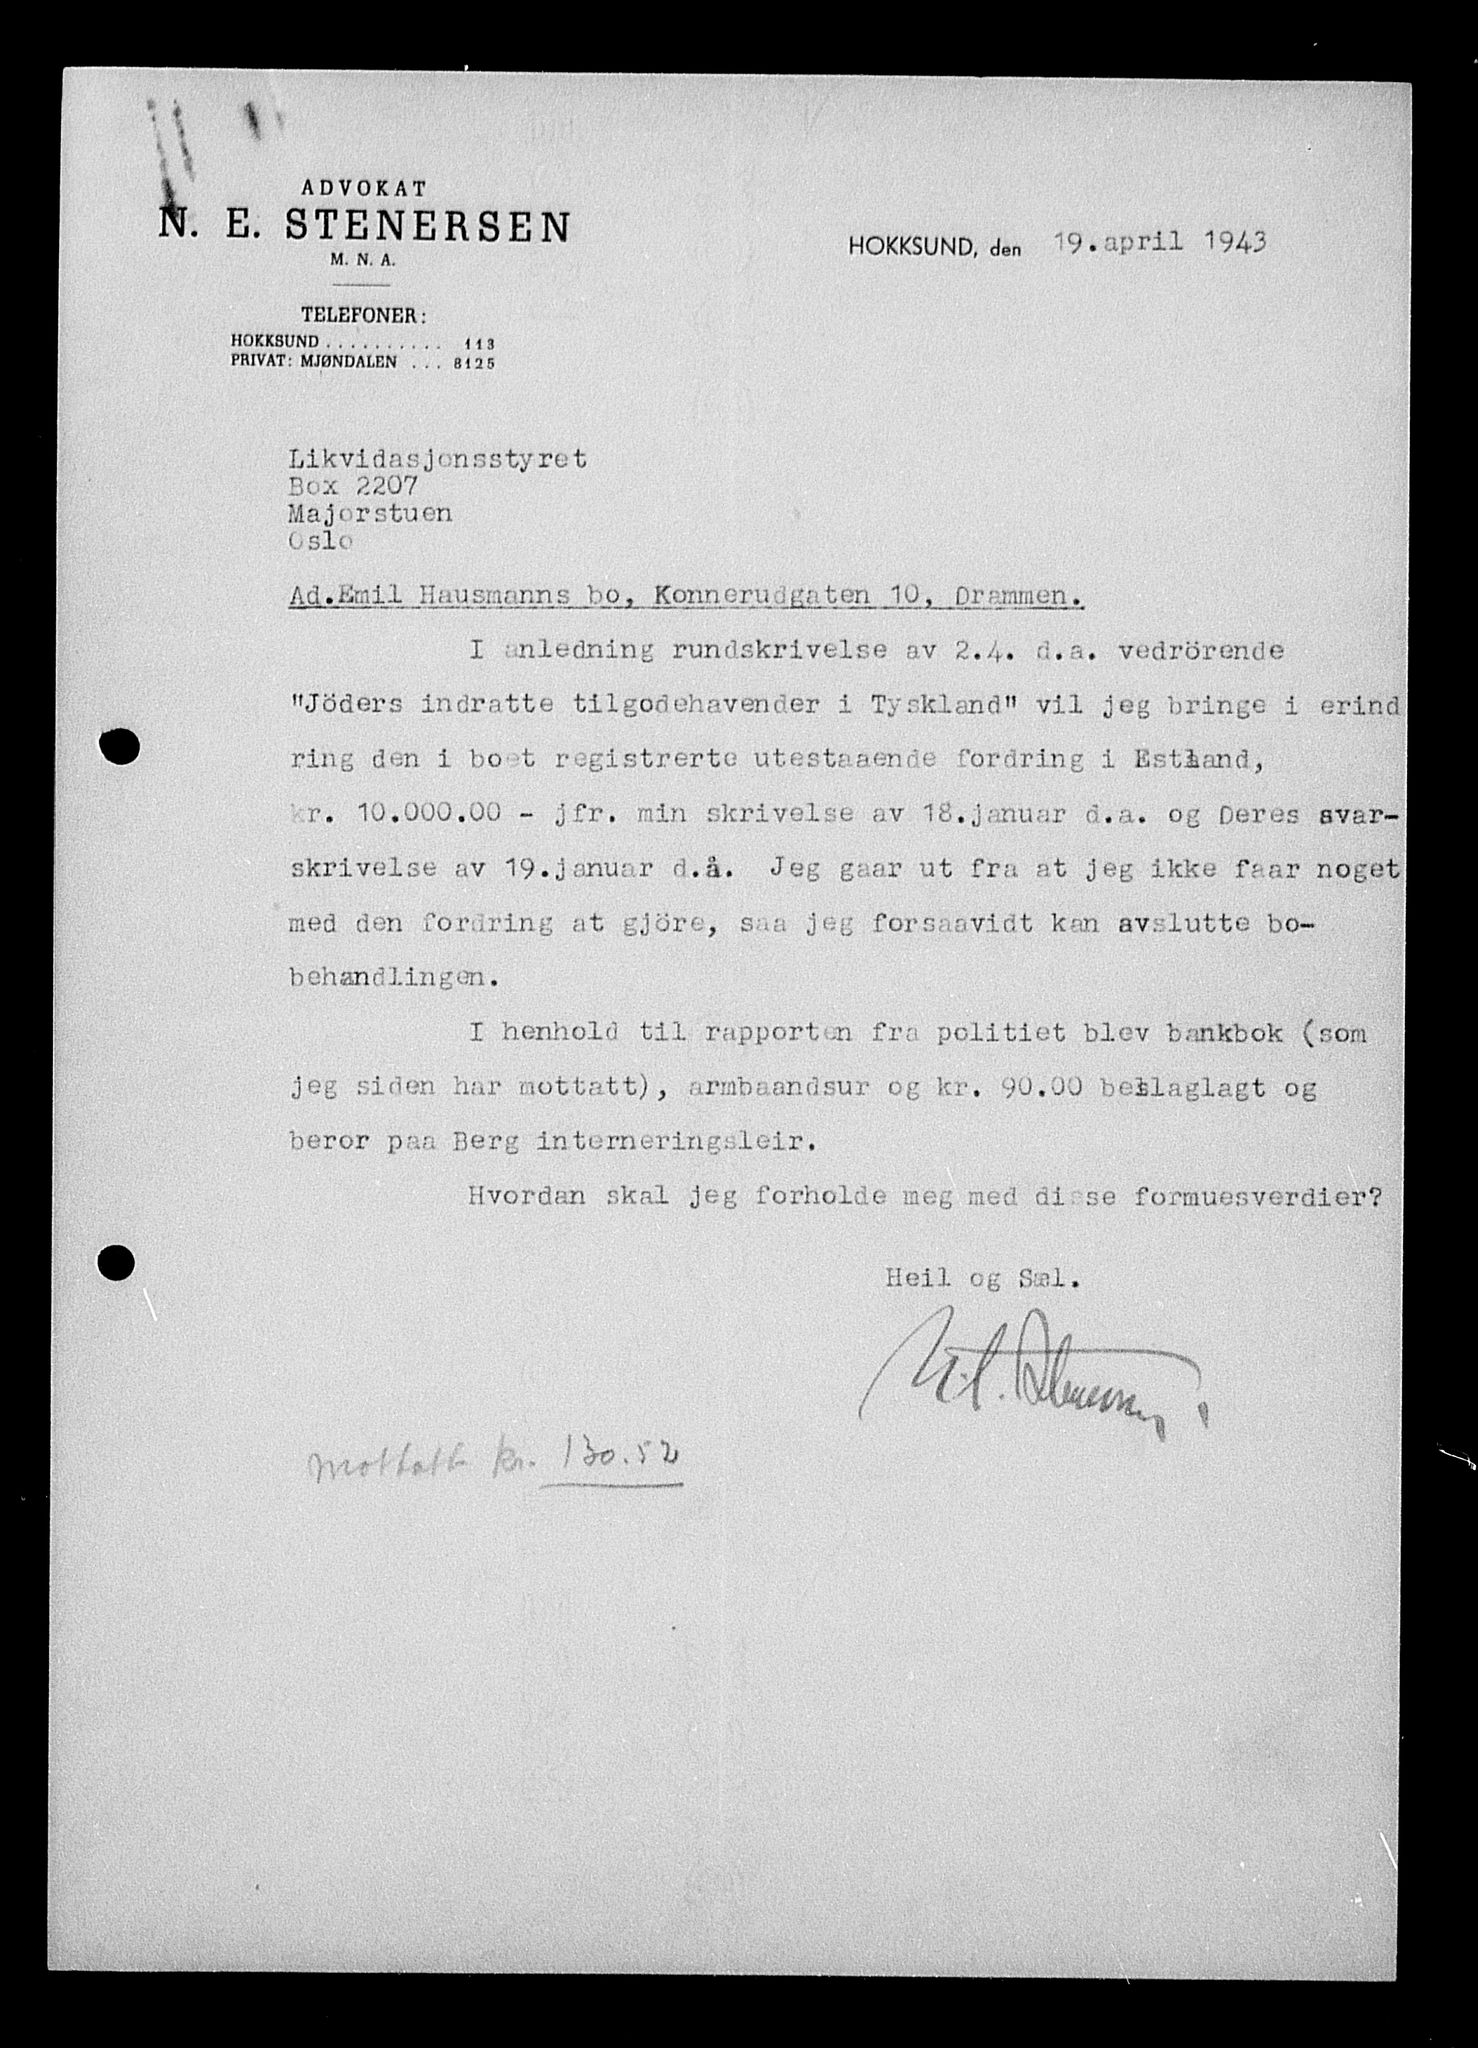 ADVOKAT
N. E. STENERSEN
M. N. A.
TELEFONER:
HOKKSUND . . . . . . . . . . 113
PRIVAT: MJØNDALEN . . . 8125
HOKKSUND, den 19.april 1943
Likvidasjonsstyret
Box 2207
Majorstuen
Oslo
Ad.Emil Hausmanns bo, Konnerudgaten 10, Drammen.
I anledning rundskrivelse av 2.4. d.a. vedrörende
"Jöders indratte tilgodehavender i Tyskland" vil jeg bringe i erind
ring den i boet registrerte utestaaende fordring i Estland,
kr. 10.000.00 - jfr. min skrivelse av 18.januar d.a. og Deres svar-
skrivelse av 19.januar d.å. Jeg gaar ut fra at jeg ikke faar noget
med den fordring at gjöre, saa jeg forsaavidt kan avslutte bo-
behandlingen.
I henhold til rapporten fra politiet blev bankbok (som
jeg siden har mottatt), armbaandsur og kr. 90.00 beslaglagt og
beror paa Berg interneringsleir.
Hvordan skal jeg forholde meg med disse formuesverdier?
Heil og Sæl.
N.E. Stenersen
mottatt kr. 130.52